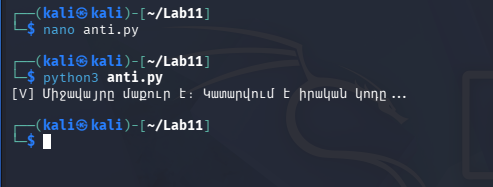 ┌──(kali㉿kali)-[~/Lab11]
└─$ nano anti.py
┌──(kali㉿kali)-[~/Lab11]
└─$ python3 anti.py
[V] Միջավայրը մաքուր է: Կատարվում է իրական կոդը...
┌──(kali㉿kali)-[~/Lab11]
└─$